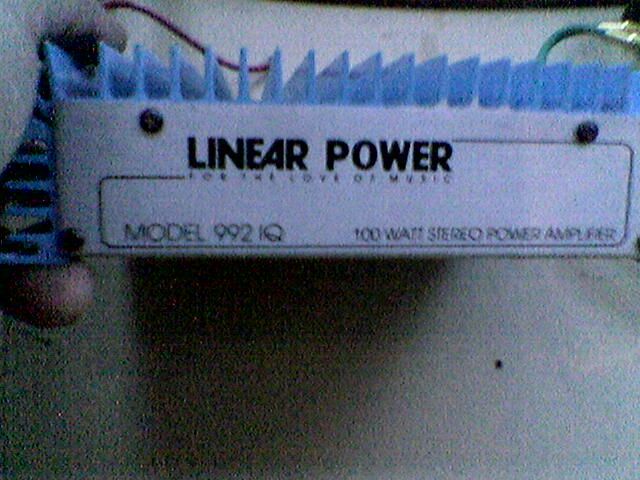 LINEAR POWER
FOR THE LOVE OF MUSIC
MODEL 992 IQ
100 WATT STEREO POWER AMPLIFIER